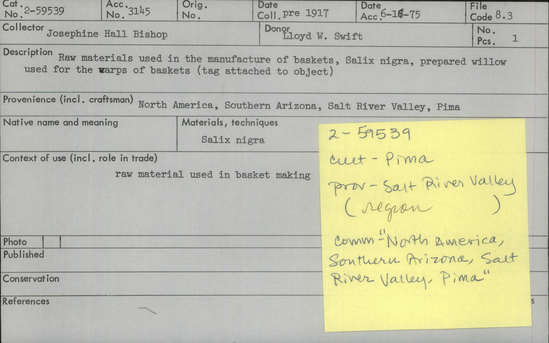 Cat. No. 2-59539 Acc. No. 3145 Orig. No. Date Coll. pre 1917 Date Acc. 5-16-75 File Code 8.3
Collector Josephine Hall Bishop Donor Lloyd W. Swift No. Pcs. 1
Description Raw materials used in the manufacture of baskets, Salix nigra, prepared willow
used for the warps of baskets (tag attached to object)
Provenience (incl. craftsman) North America, Southern Arizona, Salt River Valley, Pima
Native name and meaning Materials, techniques
Salix nigra
Context of use (incl. role in trade)
raw material used in basket making
Photo
Published
Conservation
References
2-59539
cult - Pima
prov - Salt River Valley
(region )
comm - "North America,
Southern Arizona, Salt
River Valley, Pima"